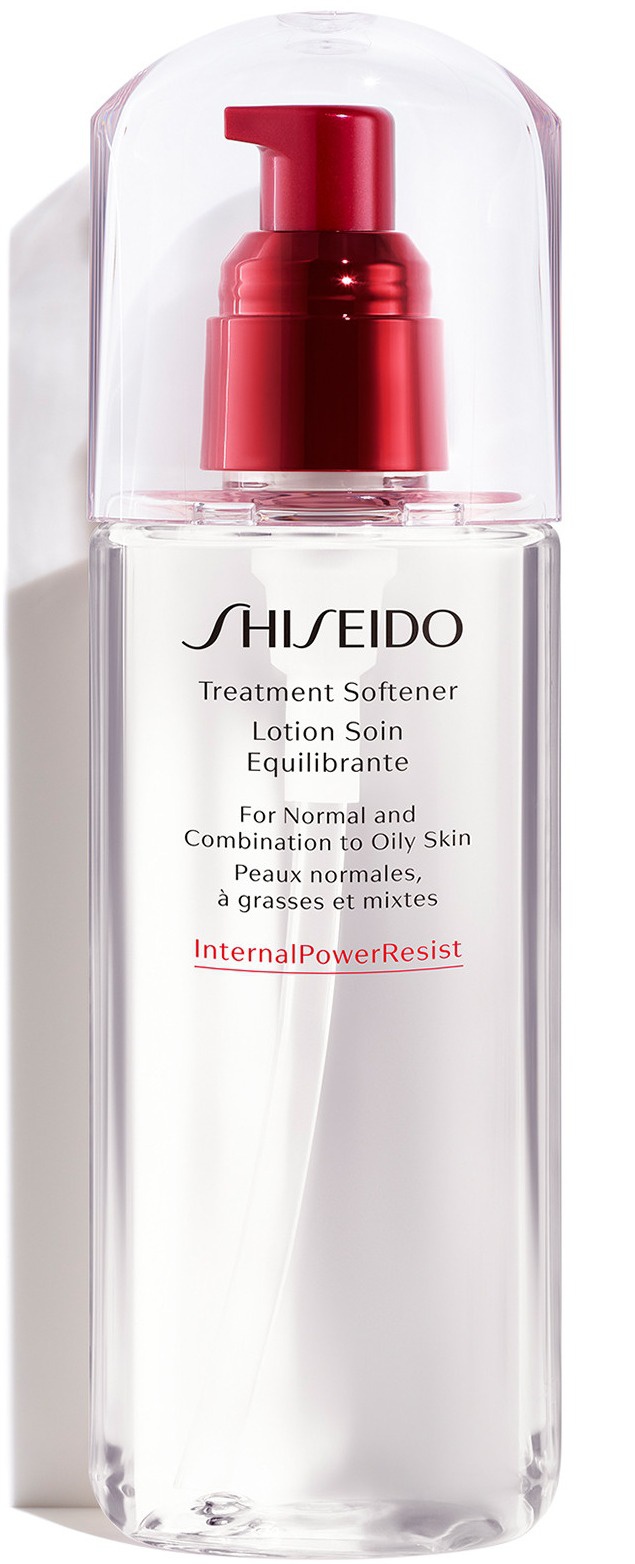 SHISEIDO
Treatment Softener
Lotion Soin
Equilibrante
For Normal and
Combination to Oily Skin
Peaux normales,
à grasses et mixtes
InternalPowerResist